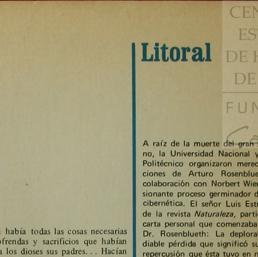 CEN
ES
DE
DE
FUN
Litoral
A raíz de la muerte del gran
no, la Universidad Nacional y
Politécnico organizaron mere
ciones de Arturo Rosenblue
colaboración con Norbert Wie
sionante proceso germinador d
cibernética. El señor Luis Est
de la revista Naturaleza, parti
carta personal que comenzaba
Dr. Rosenblueth: La deplora
diable pérdida que significó su
repercusión que ésta tuvo en n
había todas las cosas necesarias
ofrendas y sacrificios que habían
a los dioses sus padres... Hacían